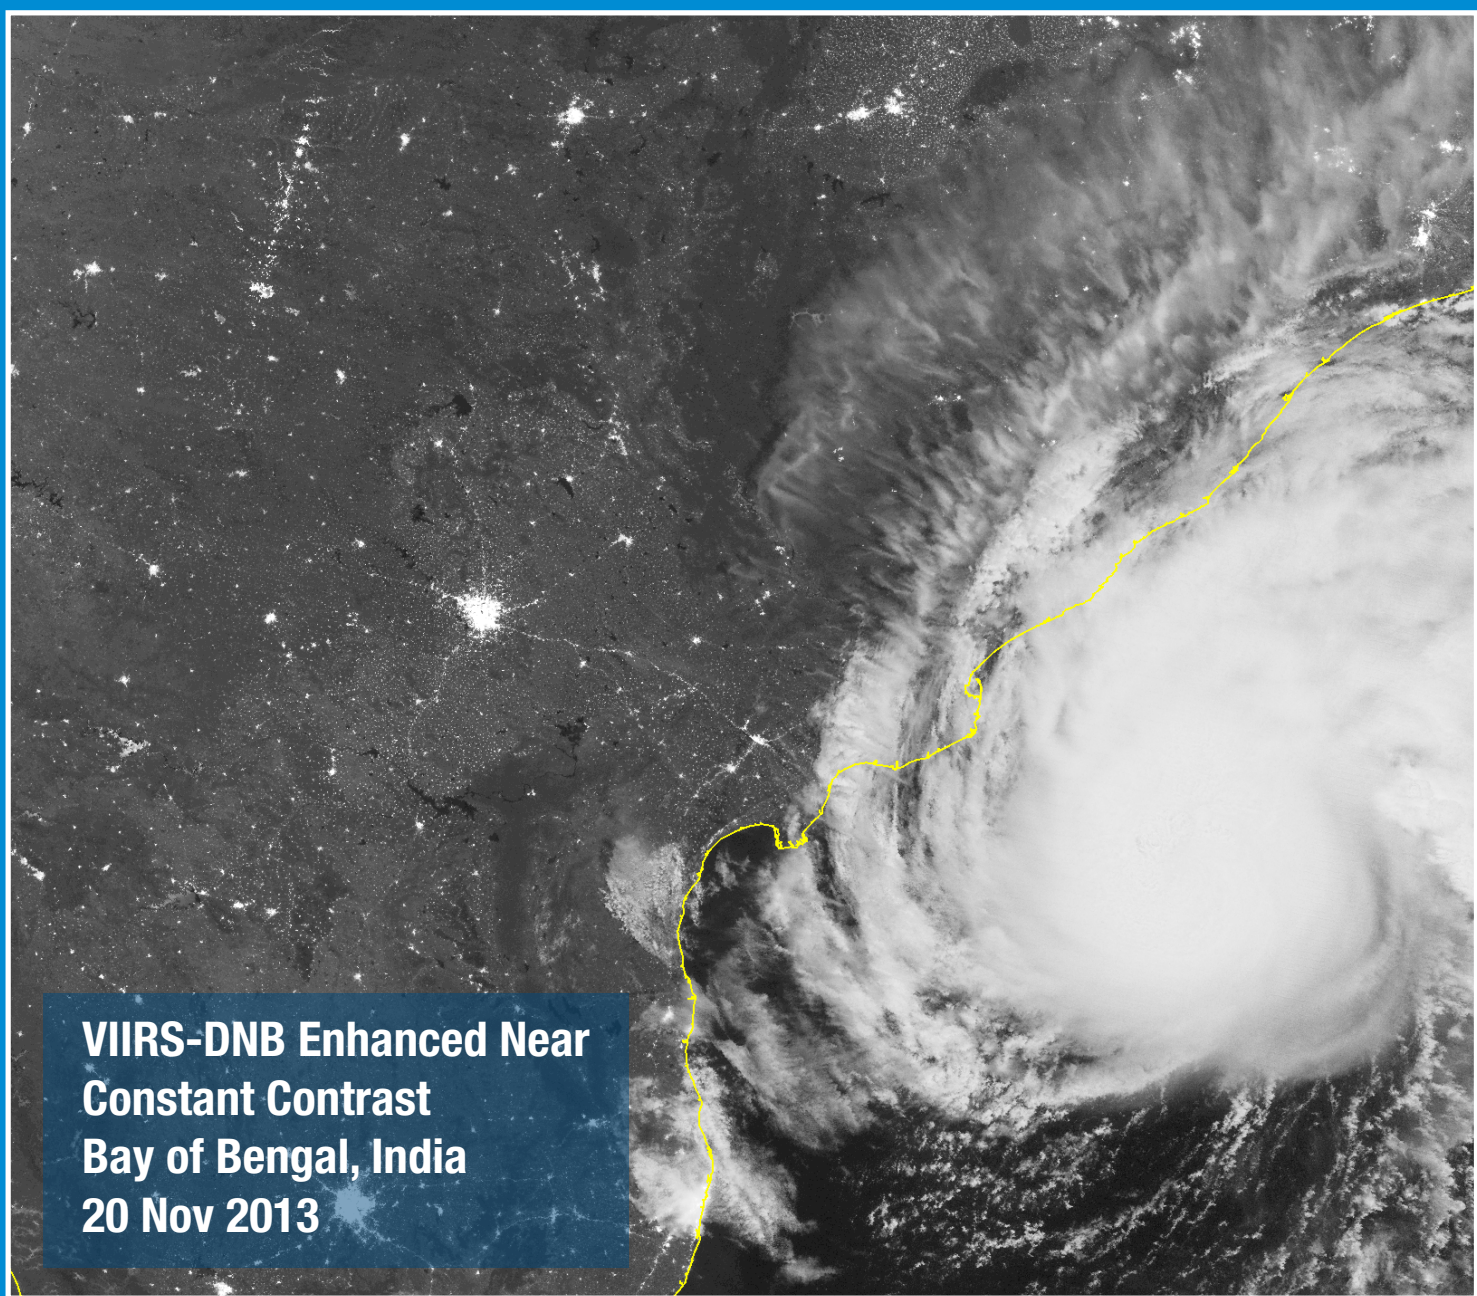 VIIRS-DNB Enhanced Near
Constant Contrast
Bay of Bengal, India
20 Nov 2013